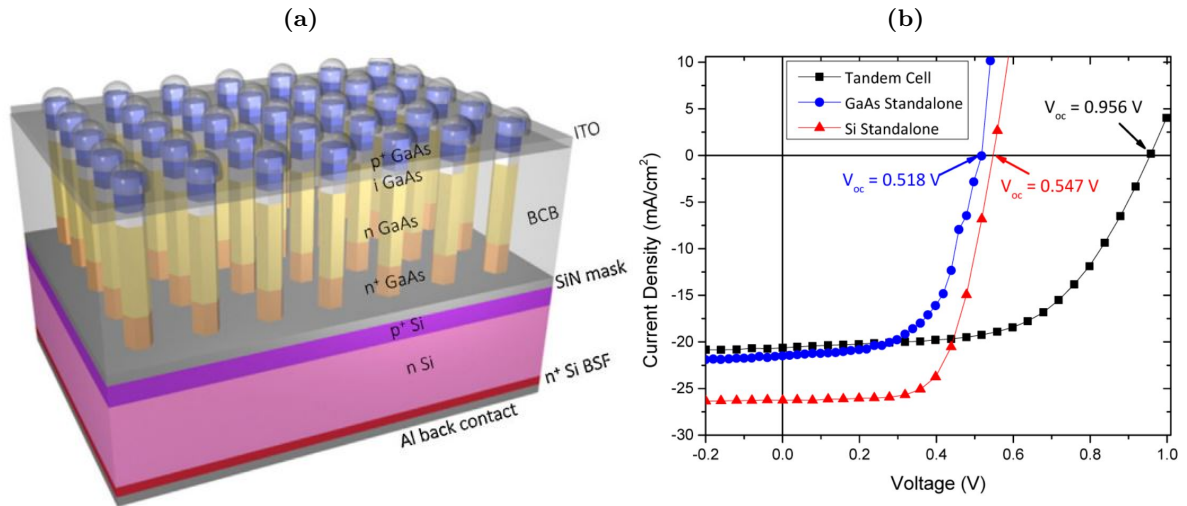 (a)
ITO
p⁺ GaAs
i GaAs
BCB
n GaAs
n⁺ GaAs
SiN mask
p⁺ Si
n Si
n⁺ Si BSF
Al back contact
(b)
10
5
0
-5
-10
-15
-20
-25
-30
Current Density (mA/cm²)
Tandem Cell
GaAs Standalone
Si Standalone
V_oc = 0.956 V
V_oc = 0.518 V
V_oc = 0.547 V
-0.2 0.0 0.2 0.4 0.6 0.8 1.0
Voltage (V)